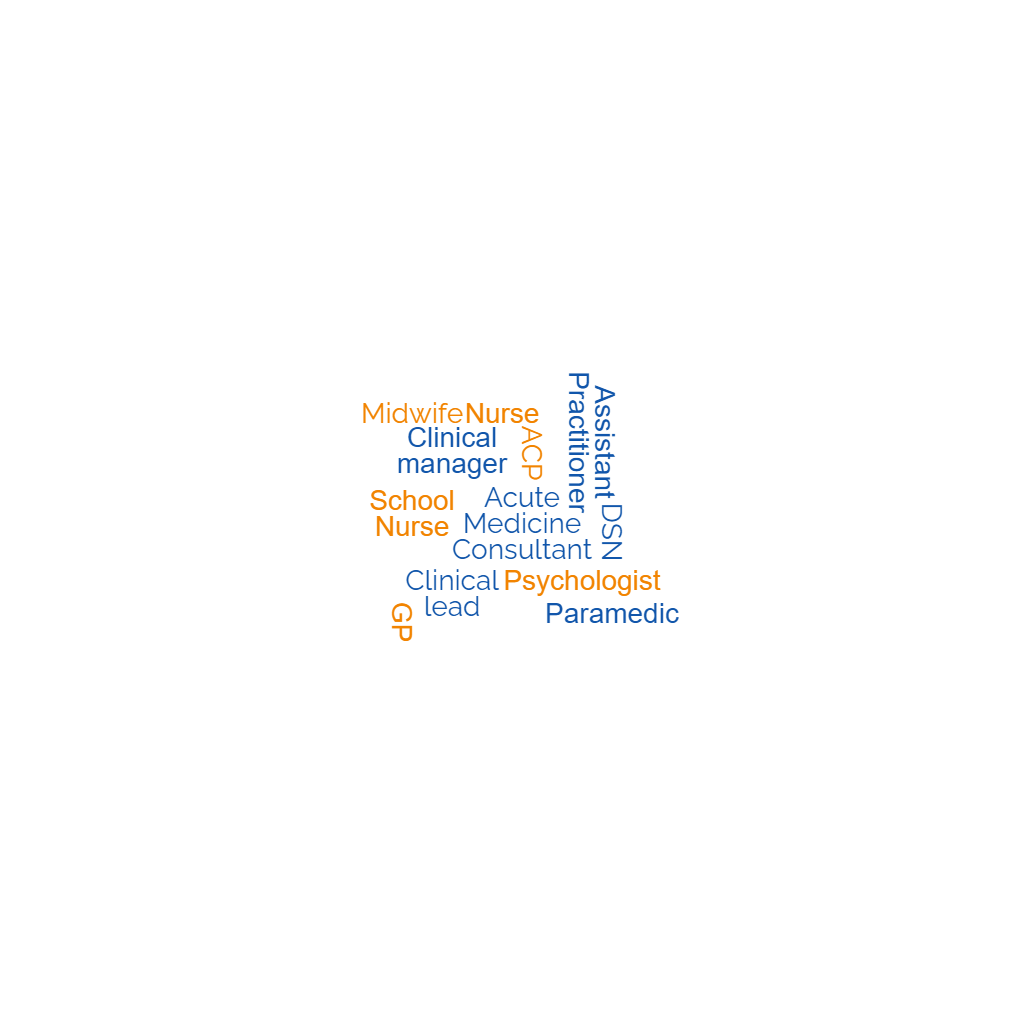 Midwife
Nurse
Clinical
manager
ACP
Assistant
Practitioner
School
Nurse
Acute
Medicine
Consultant
DSN
Clinical
lead
Psychologist
GP
Paramedic